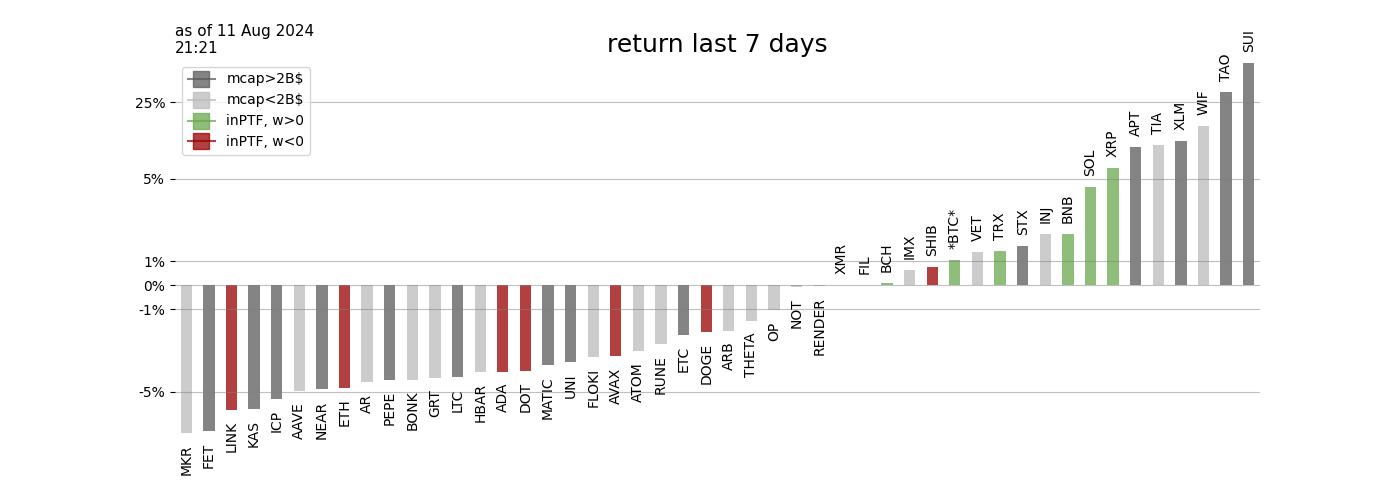 as of 11 Aug 2024
21:21
return last 7 days
mcap>2B$
mcap<2B$
inPTF, w>0
inPTF, w<0
25%
5%
1%
0%
-1%
-5%
MKR
FET
LINK
KAS
ICP
AAVE
NEAR
ETH
AR
PEPE
BONK
GRT
LTC
HBAR
ADA
DOT
MATIC
UNI
FLOKI
AVAX
ATOM
RUNE
ETC
DOGE
ARB
THETA
OP
NOT
RENDER
XMR
FIL
BCH
IMX
SHIB
*BTC*
VET
TRX
STX
INJ
BNB
SOL
XRP
APT
TIA
XLM
WIF
TAO
SUI